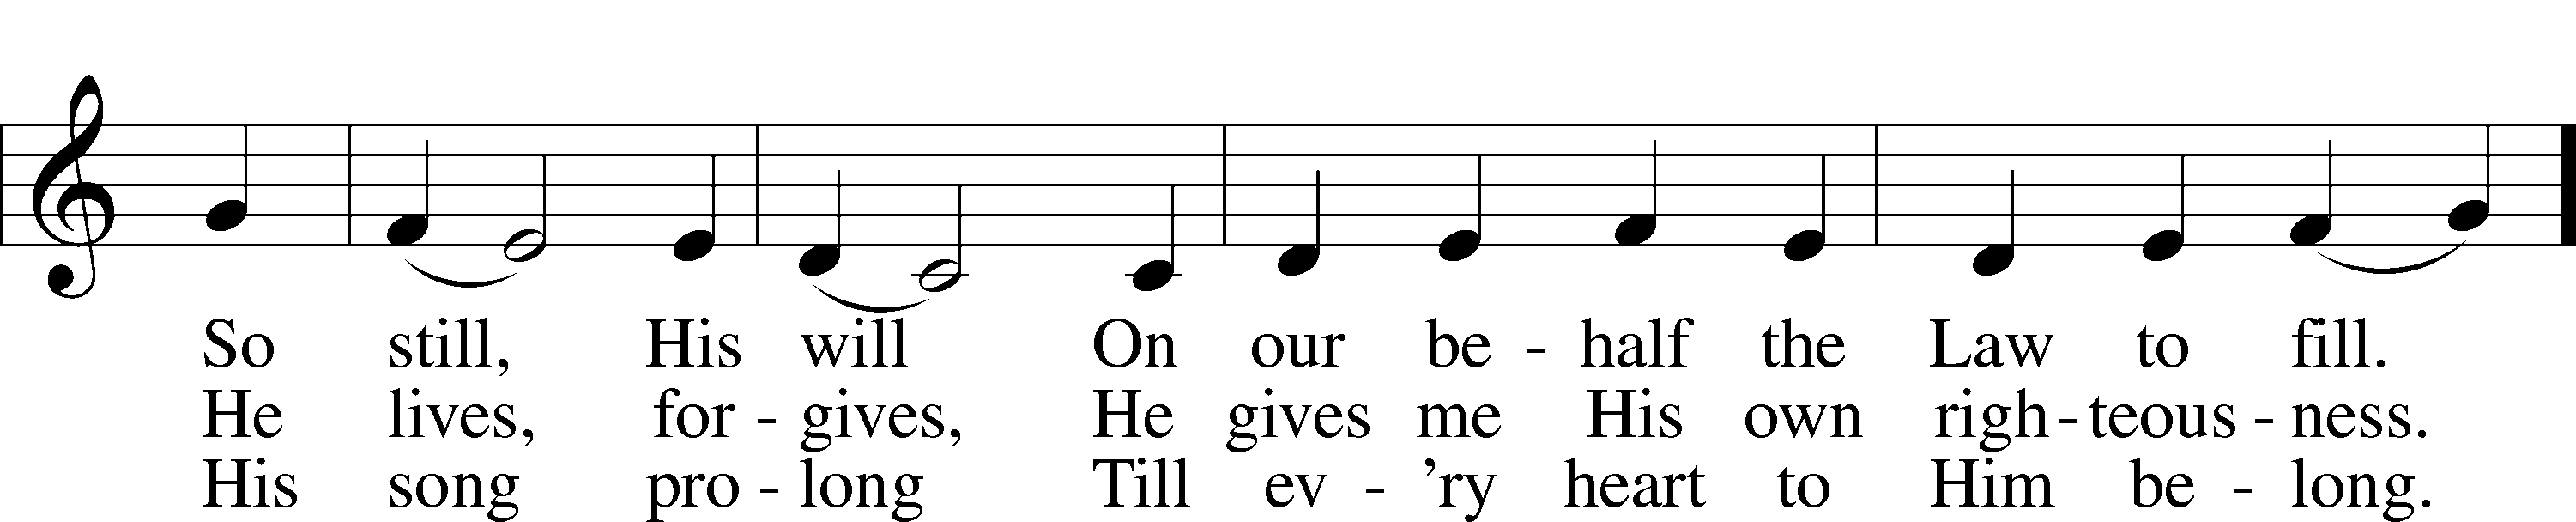 So still, His will On our be - half the Law to fill.
He lives, for - gives, He gives me His own righ - teous - ness.
His song pro - long Till ev - 'ry heart to Him be - long.